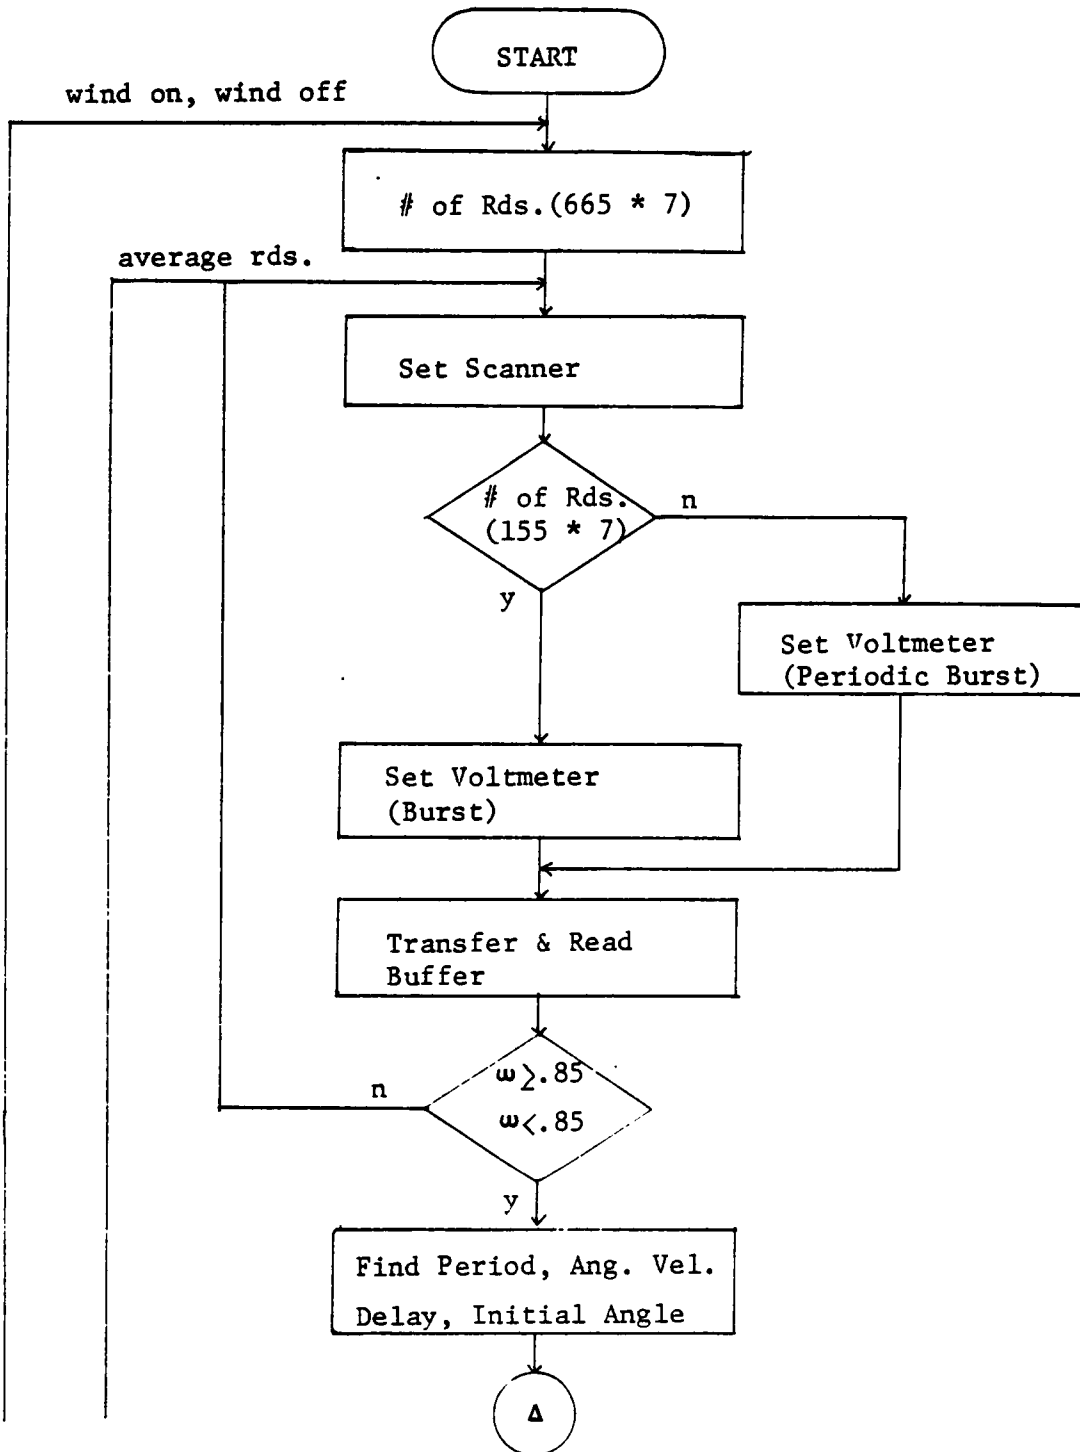 START
wind on, wind off
# of Rds.(665 * 7)
average rds.
Set Scanner
# of Rds.
(155 * 7)
n
y
Set Voltmeter
(Periodic Burst)
Set Voltmeter
(Burst)
Transfer & Read
Buffer
ω≥.85
n
ω<.85
y
Find Period, Ang. Vel.
Delay, Initial Angle
Δ